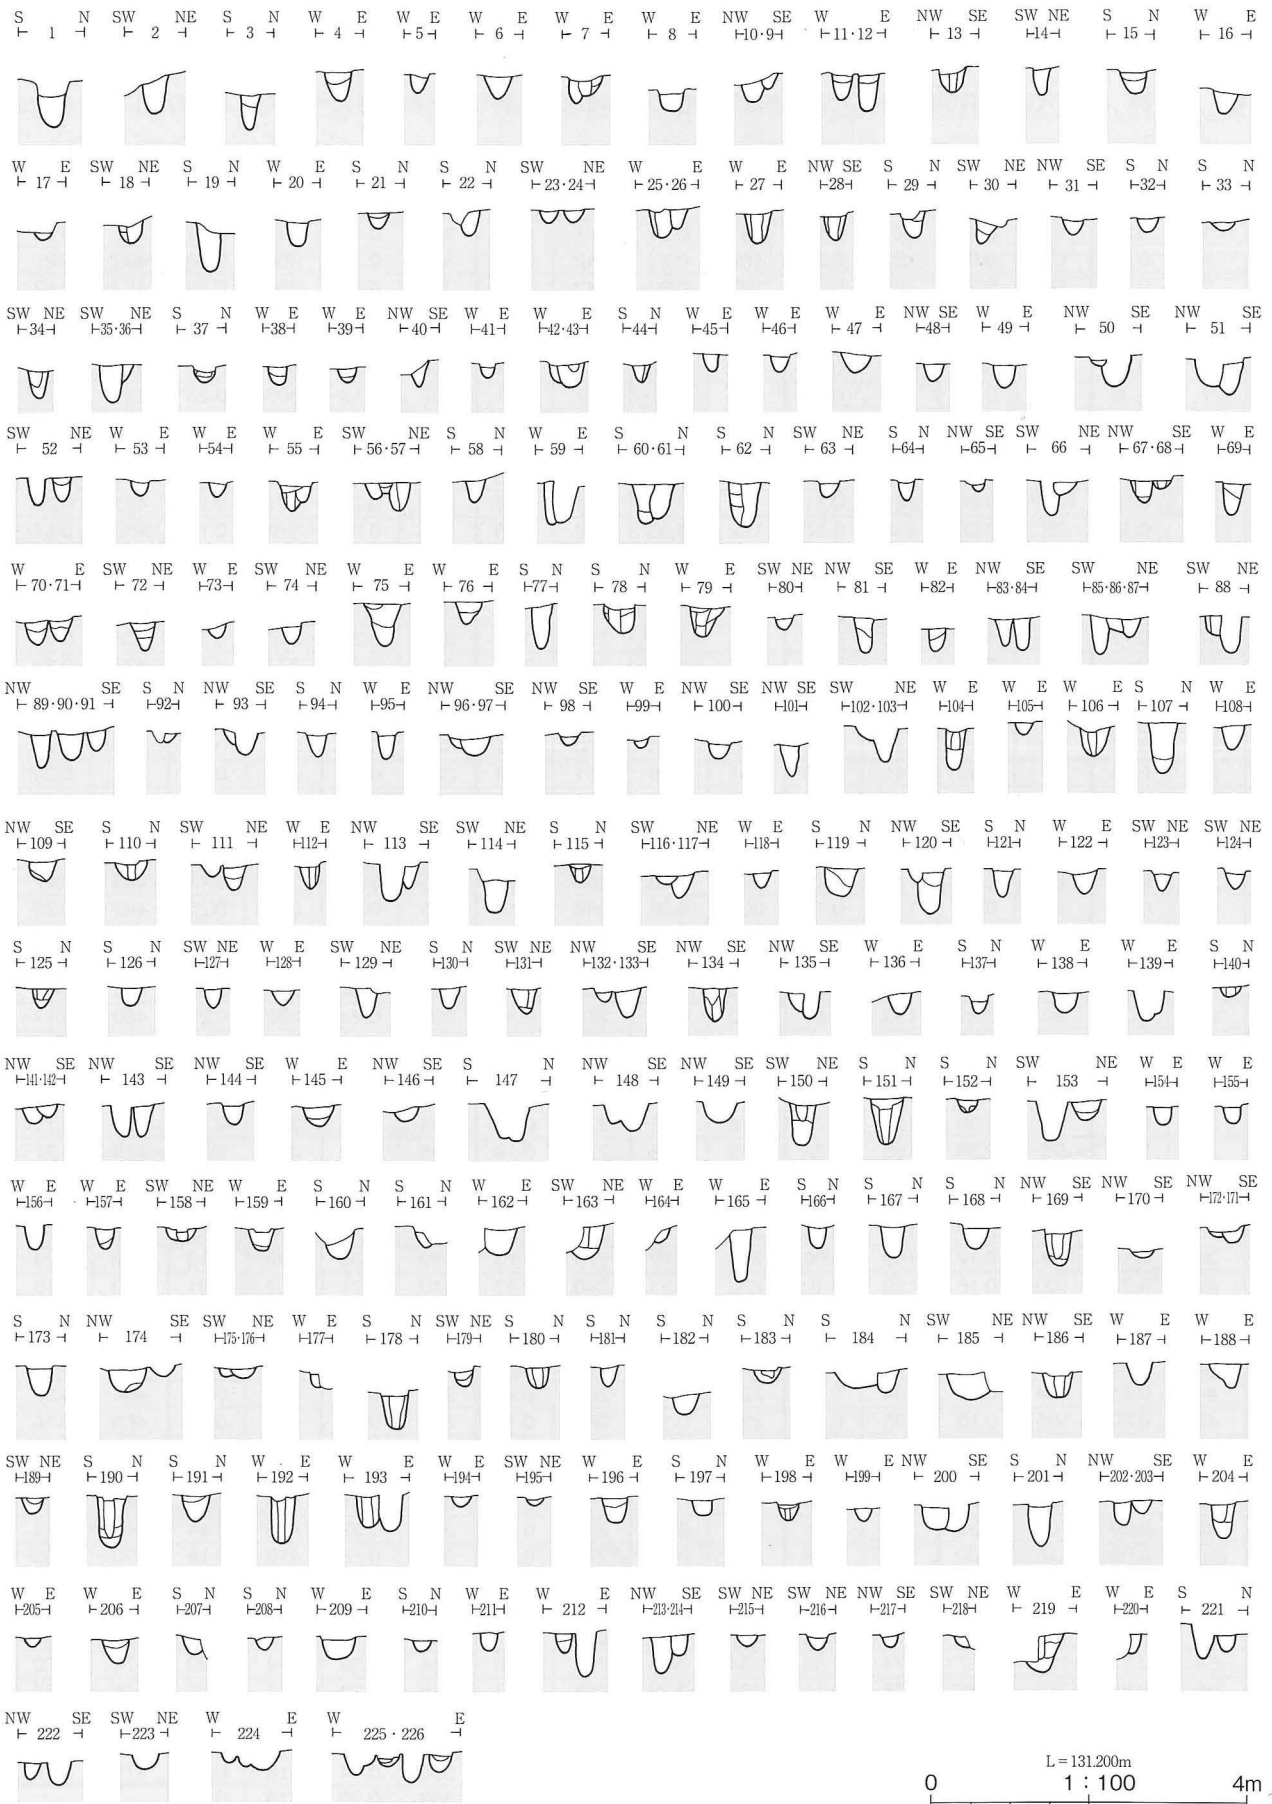 S N SW NE S N W E W E W E W E W E NW SE W E NW SE SW NE S N W E
1 2 3 4 5 6 7 8 10・9 11・12 13 14 15 16
W E SW NE S N W E S N S N SW NE W E W E NW SE S N SW NE NW SE S N S N
17 18 19 20 21 22 23・24 25・26 27 28 29 30 31 32 33
SW NE SW NE S N W E W E NW SE W E W E S N W E W E W E NW SE W E NW SE NW SE
34 35・36 37 38 39 40 41 42・43 44 45 46 47 48 49 50 51
SW NE W E W E W E SW NE S N W E S N S N SW NE S N NW SE SW NE NW SE W E
52 53 54 55 56・57 58 59 60・61 62 63 64 65 66 67・68 69
W E SW NE W E SW NE W E W E S N S N W E SW NE NW SE W E NW SE SW NE SW NE
70・71 72 73 74 75 76 77 78 79 80 81 82 83・84 85・86・87 88
NW SE S N NW SE S N W E NW SE NW SE W E NW SE NW SE SW NE W E W E W E S N W E
89・90・91 92 93 94 95 96・97 98 99 100 101 102・103 104 105 106 107 108
NW SE S N SW NE W E NW SE SW NE S N SW NE W E S N NW SE S N W E SW NE SW NE
109 110 111 112 113 114 115 116・117 118 119 120 121 122 123 124
S N S N SW NE W E SW NE S N SW NE NW SE NW SE NW SE W E S N W E W E S N
125 126 127 128 129 130 131 132・133 134 135 136 137 138 139 140
NW SE NW SE NW SE W E NW SE S N NW SE NW SE SW NE S N S N SW NE W E W E
141・142 143 144 145 146 147 148 149 150 151 152 153 154 155
W E W E SW NE W E S N S N W E SW NE W E W E S N S N S N NW SE NW SE NW SE
156 157 158 159 160 161 162 163 164 165 166 167 168 169 170 172・171
S N NW SE SW NE W E S N SW NE S N S N S N S N S N SW NE NW SE W E W E
173 174 175・176 177 178 179 180 181 182 183 184 185 186 187 188
SW NE S N S N W E W E W E SW NE W E S N W E W E NW SE S N NW SE W E
189 190 191 192 193 194 195 196 197 198 199 200 201 202・203 204
W E W E S N S N W E S N W E W E NW SE SW NE SW NE NW SE SW NE W E W E S N
205 206 207 208 209 210 211 212 213・214 215 216 217 218 219 220 221
NW SE SW NE W E W E
222 223 224 225・226
L=131.200m
0 1：100 4m